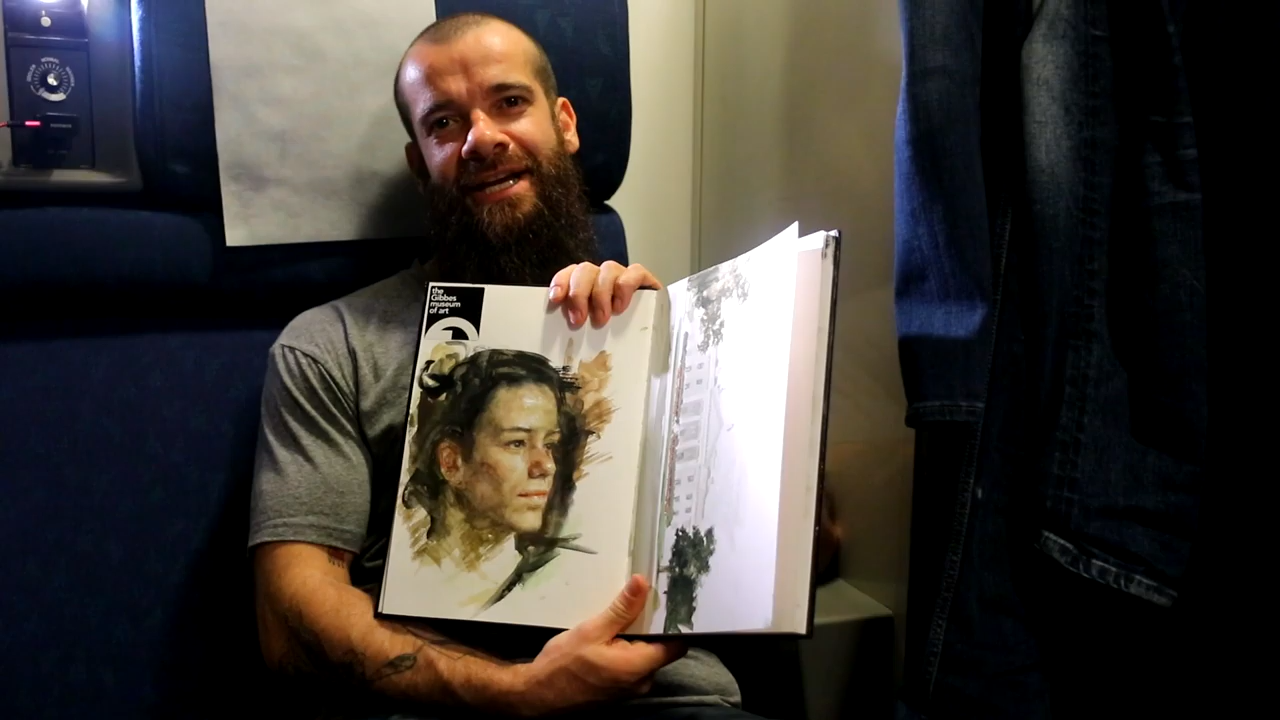 the
Gibbes
museum
of art